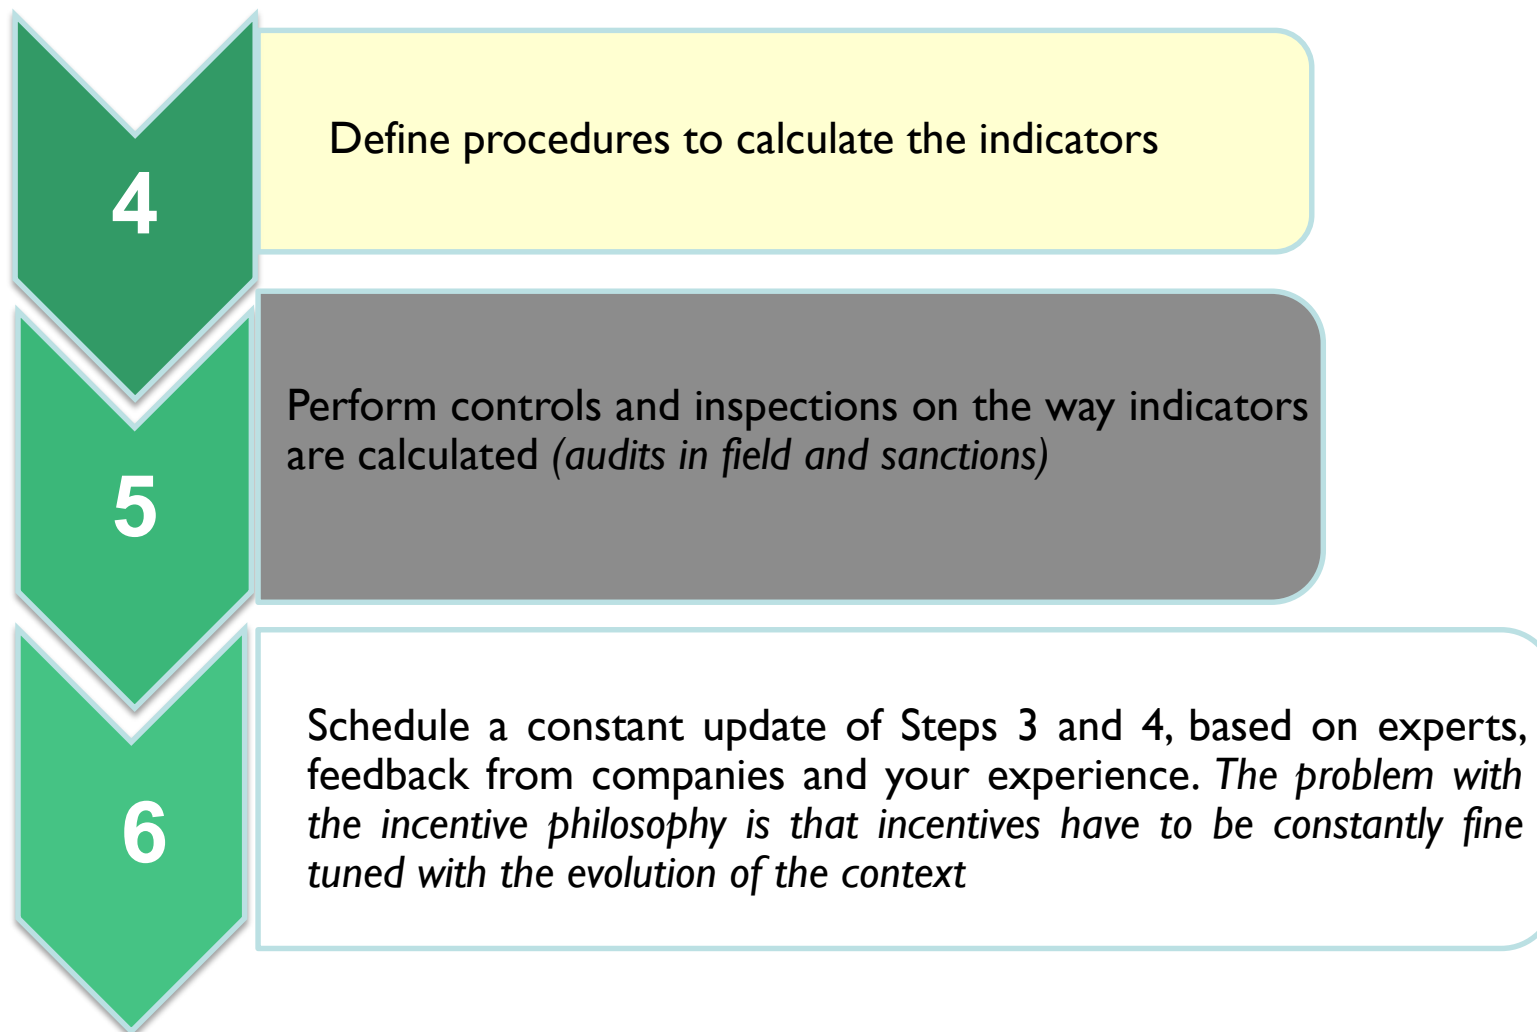 4
Define procedures to calculate the indicators
5
Perform controls and inspections on the way indicators
are calculated (audits in field and sanctions)
6
Schedule a constant update of Steps 3 and 4, based on experts,
feedback from companies and your experience. The problem with
the incentive philosophy is that incentives have to be constantly fine
tuned with the evolution of the context